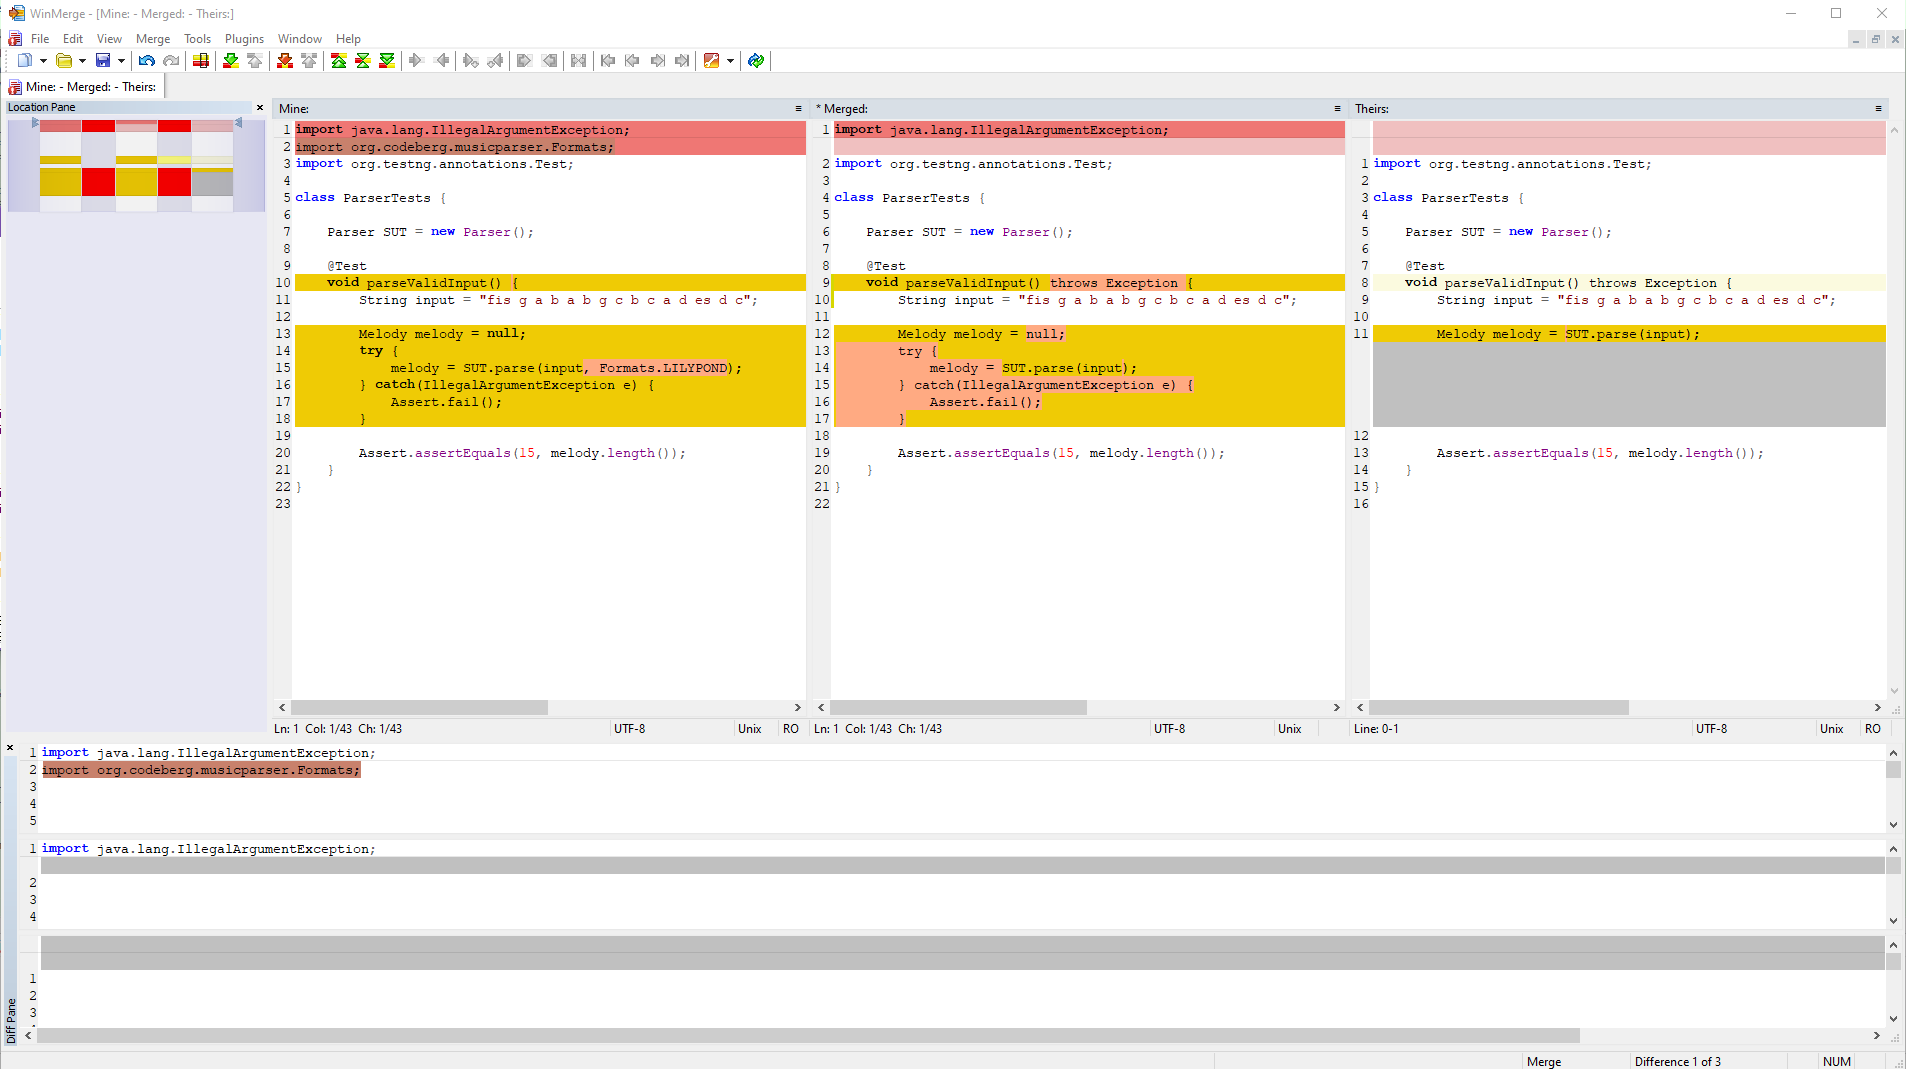 WinMerge - [Mine: - Merged: - Theirs:]
File Edit View Merge Tools Plugins Window Help
Mine: - Merged: - Theirs:
Location Pane
Mine:
1 import java.lang.IllegalArgumentException;
2 import org.codeberg.musicparser.Formats;
3 import org.testng.annotations.Test;
4
5 class ParserTests {
6
7 Parser SUT = new Parser();
8
9 @Test
10 void parseValidInput() {
11 String input = "fis g a b a b g c b c a d es d c";
12
13 Melody melody = null;
14 try {
15 melody = SUT.parse(input, Formats.LILYPOND);
16 } catch(IllegalArgumentException e) {
17 Assert.fail();
18 }
19
20 Assert.assertEquals(15, melody.length());
21 }
22 }
23
Ln: 1 Col: 1/43 Ch: 1/43 UTF-8 Unix RO
* Merged:
1 import java.lang.IllegalArgumentException;
2 import org.testng.annotations.Test;
3
4 class ParserTests {
5
6 Parser SUT = new Parser();
7
8 @Test
9 void parseValidInput() throws Exception {
10 String input = "fis g a b a b g c b c a d es d c";
11
12 Melody melody = null;
13 try {
14 melody = SUT.parse(input);
15 } catch(IllegalArgumentException e) {
16 Assert.fail();
17 }
18
19 Assert.assertEquals(15, melody.length());
20 }
21 }
22
Ln: 1 Col: 1/43 Ch: 1/43 UTF-8 Unix
Theirs:
1 import org.testng.annotations.Test;
2
3 class ParserTests {
4
5 Parser SUT = new Parser();
6
7 @Test
8 void parseValidInput() throws Exception {
9 String input = "fis g a b a b g c b c a d es d c";
10
11 Melody melody = SUT.parse(input);
12
13 Assert.assertEquals(15, melody.length());
14 }
15 }
16
Line: 0-1 UTF-8 Unix RO
Diff Pane
1 import java.lang.IllegalArgumentException;
2 import org.codeberg.musicparser.Formats;
3
4
5
1 import java.lang.IllegalArgumentException;
2
3
4
1
2
3
Merge Difference 1 of 3 NUM